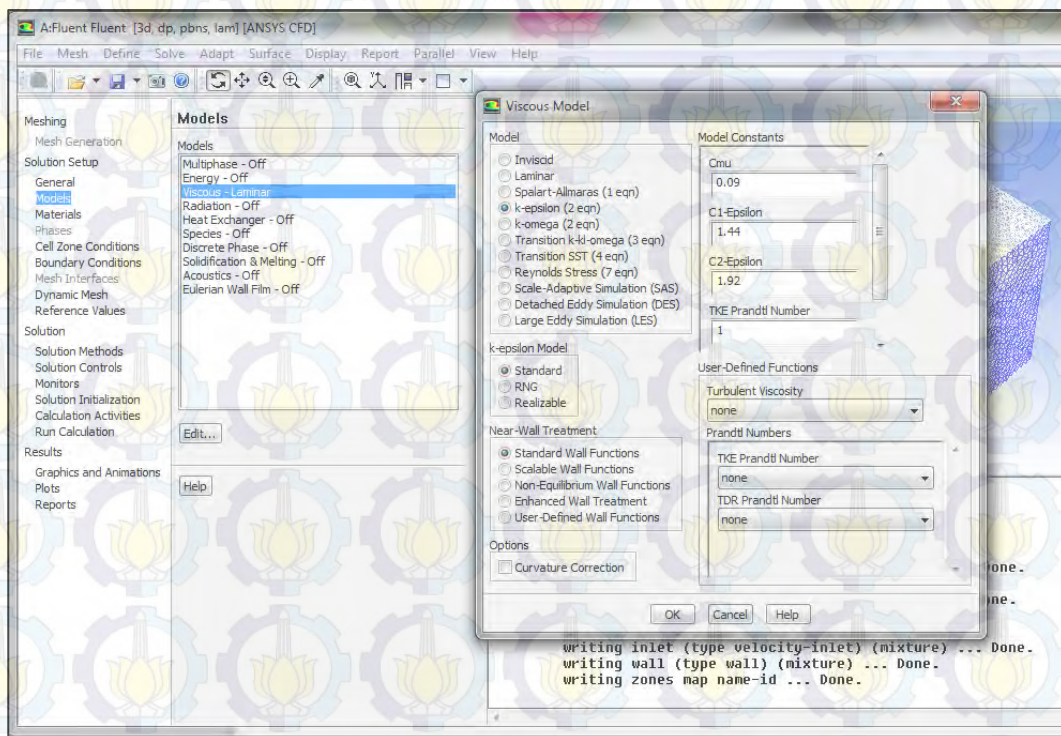 A:Fluent Fluent [3d, dp, pbns, lam] [ANSYS CFD]
File Mesh Define Solve Adapt Surface Display Report Parallel View Help
Meshing
Mesh Generation
Solution Setup
General
Models
Materials
Phases
Cell Zone Conditions
Boundary Conditions
Mesh Interfaces
Dynamic Mesh
Reference Values
Solution
Solution Methods
Solution Controls
Monitors
Solution Initialization
Calculation Activities
Run Calculation
Results
Graphics and Animations
Plots
Reports
Models
Models
Multiphase - Off
Energy - Off
Viscous - Laminar
Radiation - Off
Heat Exchanger - Off
Species - Off
Discrete Phase - Off
Solidification & Melting - Off
Acoustics - Off
Eulerian Wall Film - Off
Edit...
Help
Viscous Model
Model
Inviscid
Laminar
Spalart-Allmaras (1 eqn)
k-epsilon (2 eqn)
k-omega (2 eqn)
Transition k-kl-omega (3 eqn)
Transition SST (4 eqn)
Reynolds Stress (7 eqn)
Scale-Adaptive Simulation (SAS)
Detached Eddy Simulation (DES)
Large Eddy Simulation (LES)
k-epsilon Model
Standard
RNG
Realizable
Near-Wall Treatment
Standard Wall Functions
Scalable Wall Functions
Non-Equilibrium Wall Functions
Enhanced Wall Treatment
User-Defined Wall Functions
Options
Curvature Correction
Model Constants
Cmu
0.09
C1-Epsilon
1.44
C2-Epsilon
1.92
TKE Prandtl Number
1
User-Defined Functions
Turbulent Viscosity
none
Prandtl Numbers
TKE Prandtl Number
none
TDR Prandtl Number
none
OK Cancel Help
one.
ne.
writing inlet (type velocity-inlet) (mixture) ... Done.
writing wall (type wall) (mixture) ... Done.
writing zones map name-id ... Done.